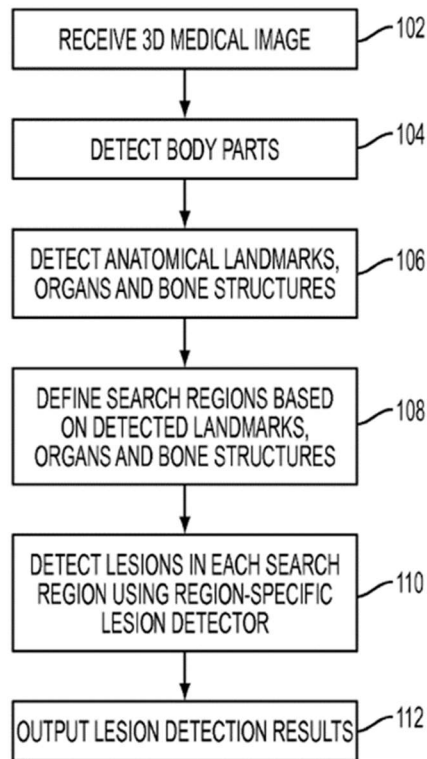 RECEIVE 3D MEDICAL IMAGE
102
DETECT BODY PARTS
104
DETECT ANATOMICAL LANDMARKS,
ORGANS AND BONE STRUCTURES
106
DEFINE SEARCH REGIONS BASED
ON DETECTED LANDMARKS,
ORGANS AND BONE STRUCTURES
108
DETECT LESIONS IN EACH SEARCH
REGION USING REGION-SPECIFIC
LESION DETECTOR
110
OUTPUT LESION DETECTION RESULTS
112